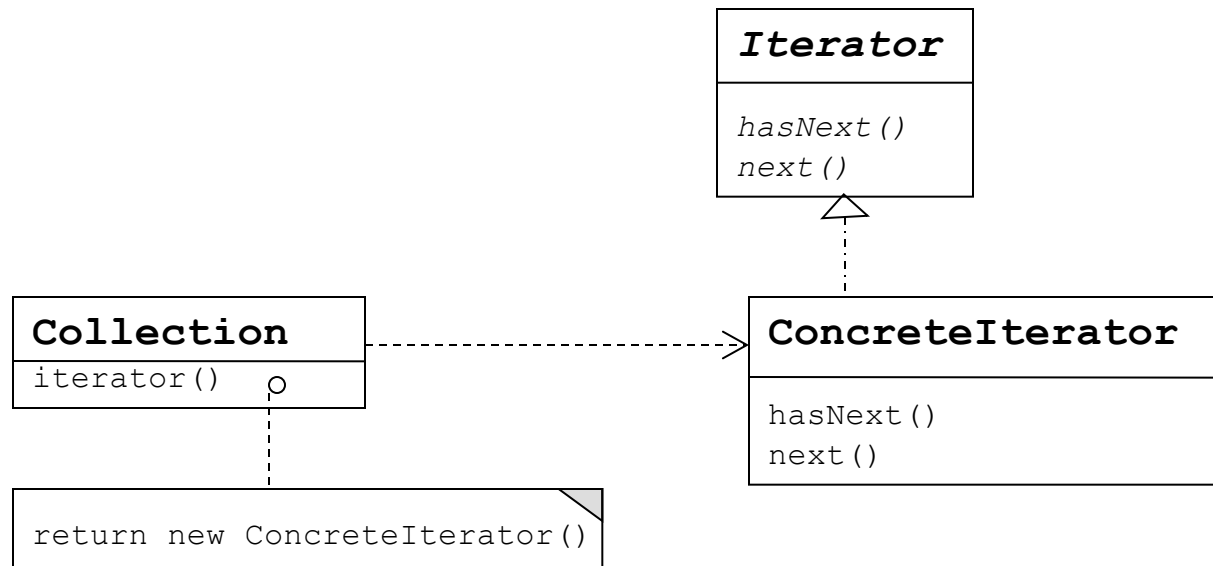 Iterator
hasNext()
next()
Collection
iterator()
ConcreteIterator
hasNext()
next()
return new ConcreteIterator()